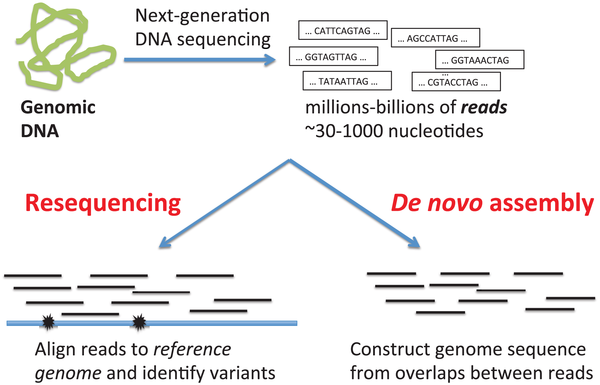 Next-generation
DNA sequencing
... CATTCAGTAG ...
... AGCCATTAG ...
... GGTAGTTAG ...
... GGTAAACTAG
...
... TATAATTAG ...
... CGTACCTAG ...
Genomic
DNA
millions-billions of reads
~30-1000 nucleotides
Resequencing
De novo assembly
Align reads to reference
genome and identify variants
Construct genome sequence
from overlaps between reads